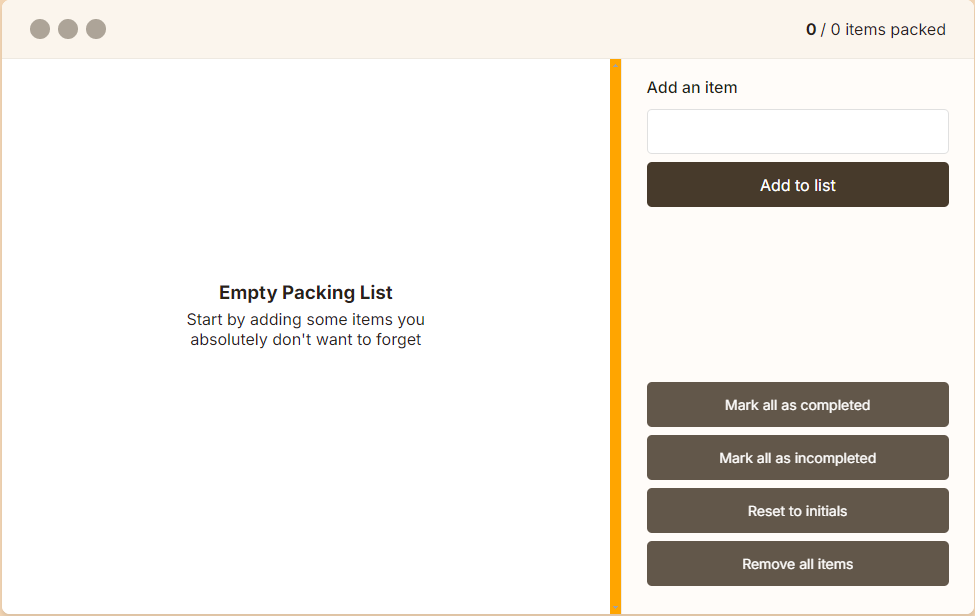 0 / 0 items packed
Add an item
Add to list
Empty Packing List
Start by adding some items you
absolutely don't want to forget
Mark all as completed
Mark all as incompleted
Reset to initials
Remove all items